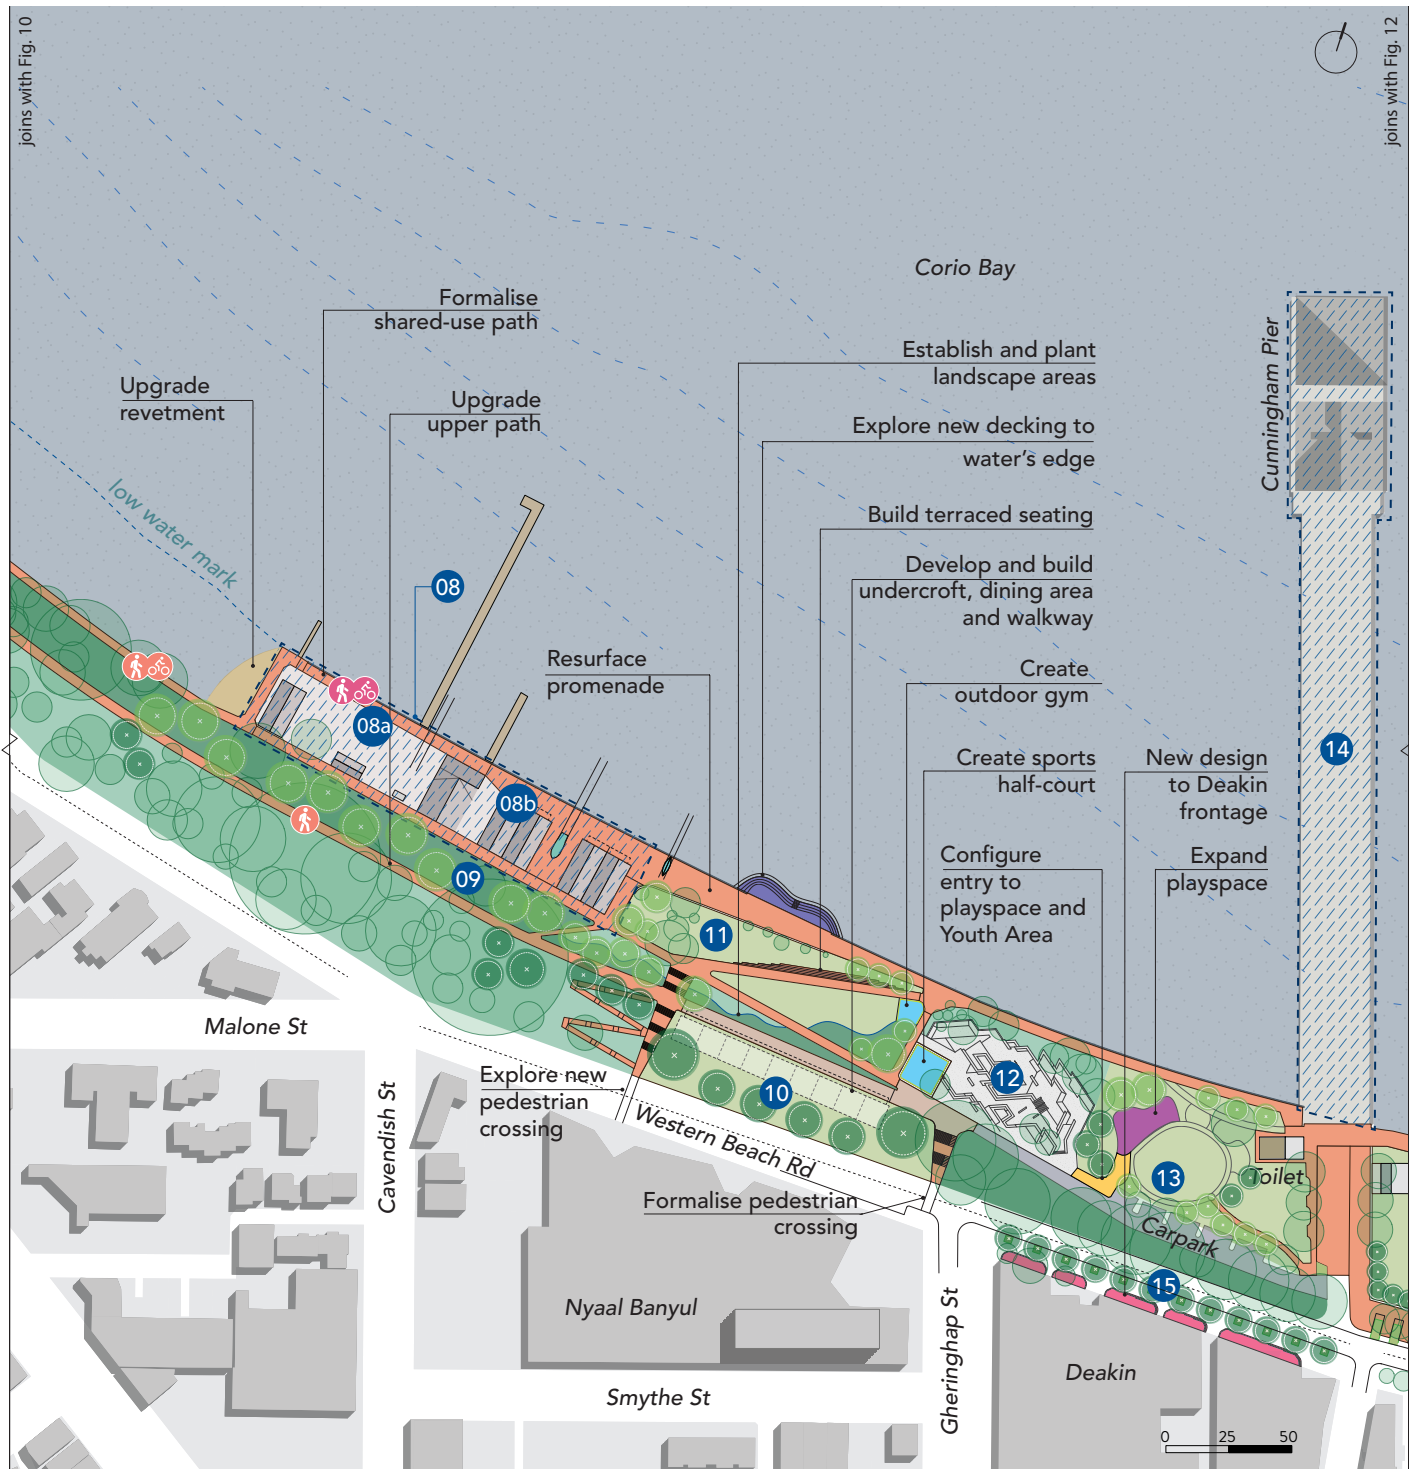 joins with Fig. 10
joins with Fig. 12
Corio Bay
Formalise
shared-use path
Cunningham Pier
Establish and plant
landscape areas
Upgrade
revetment
Upgrade
upper path
Explore new decking to
water's edge
low water mark
Build terraced seating
Develop and build
undercroft, dining area
and walkway
08
Resurface
promenade
Create
outdoor gym
08a
14
Create sports
half-court
New design
to Deakin
frontage
08b
Configure
entry to
playspace and
Youth Area
Expand
playspace
09
11
Malone St
12
Explore new
pedestrian
crossing
10
Cavendish St
Western Beach Rd
13
Toilet
Formalise pedestrian
crossing
Carpark
15
Nyaal Banyul
Gheringhap St
Deakin
Smythe St
0 25 50